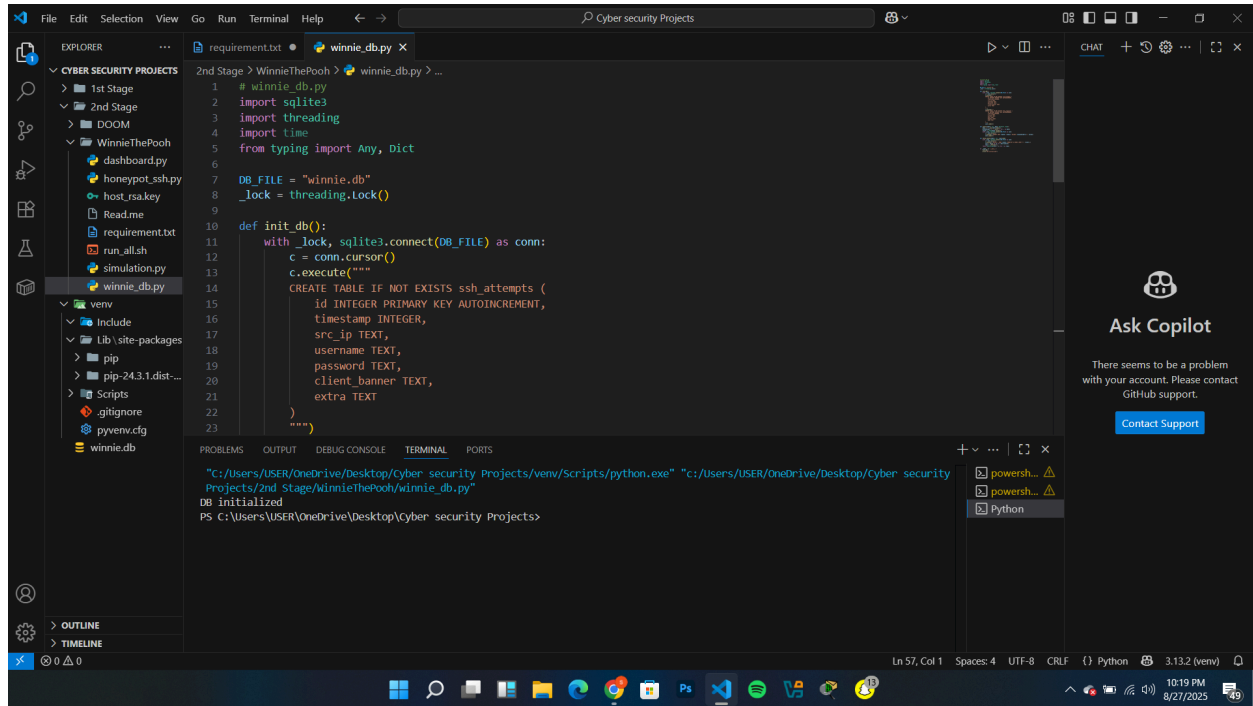 File Edit Selection View Go Run Terminal Help
Cyber security Projects
EXPLORER
CYBER SECURITY PROJECTS
1st Stage
2nd Stage
DOOM
WinnieThePooh
dashboard.py
honeypot_ssh.py
host_rsa.key
Read.me
requirement.txt
run_all.sh
simulation.py
winnie_db.py
venv
Include
Lib\site-packages
pip
pip-24.3.1.dist-...
Scripts
.gitignore
pyvenv.cfg
winnie.db
OUTLINE
TIMELINE
requirement.txt
winnie_db.py
2nd Stage > WinnieThePooh > winnie_db.py > ...
1 # winnie_db.py
2 import sqlite3
3 import threading
4 import time
5 from typing import Any, Dict
6
7 DB_FILE = "winnie.db"
8 _lock = threading.Lock()
9
10 def init_db():
11 with _lock, sqlite3.connect(DB_FILE) as conn:
12 c = conn.cursor()
13 c.execute("""
14 CREATE TABLE IF NOT EXISTS ssh_attempts (
15 id INTEGER PRIMARY KEY AUTOINCREMENT,
16 timestamp INTEGER,
17 src_ip TEXT,
18 username TEXT,
19 password TEXT,
20 client_banner TEXT,
21 extra TEXT
22 )
23 """)
PROBLEMS OUTPUT DEBUG CONSOLE TERMINAL PORTS
"C:/Users/USER/OneDrive/Desktop/Cyber security Projects/venv/Scripts/python.exe" "c:/Users/USER/OneDrive/Desktop/Cyber security
Projects/2nd Stage/WinnieThePooh/winnie_db.py"
DB initialized
PS C:\Users\USER\OneDrive\Desktop\Cyber security Projects>
powersh...
powersh...
Python
CHAT
Ask Copilot
There seems to be a problem
with your account. Please contact
GitHub support.
Contact Support
1
0 0
Ln 57, Col 1 Spaces: 4 UTF-8 CRLF {} Python 3.13.2 (venv)
Ps
13
10:19 PM
8/27/2025
49